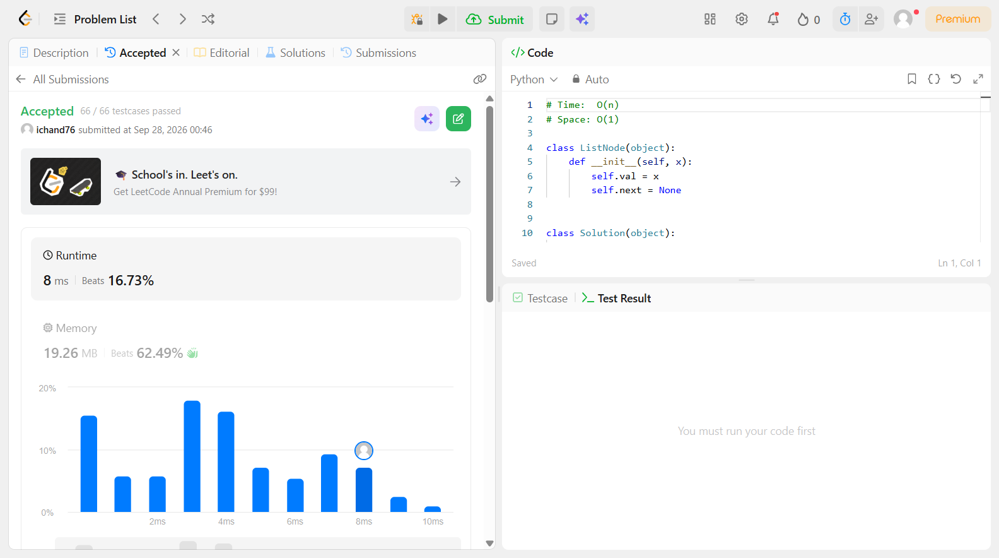 Problem List
Submit
0
Premium
Description
Accepted
Editorial
Solutions
Submissions
All Submissions
Accepted 66 / 66 testcases passed
ichand76 submitted at Sep 28, 2026 00:46
School's in. Leet's on.
Get LeetCode Annual Premium for $99!
Runtime
8 ms Beats 16.73%
Memory
19.26 MB Beats 62.49%
20%
10%
0%
2ms 4ms 6ms 8ms 10ms
Code
Python Auto
1 # Time:  O(n)
2 # Space: O(1)
3
4 class ListNode(object):
5     def __init__(self, x):
6         self.val = x
7         self.next = None
8
9
10 class Solution(object):
Saved Ln 1, Col 1
Testcase
Test Result
You must run your code first